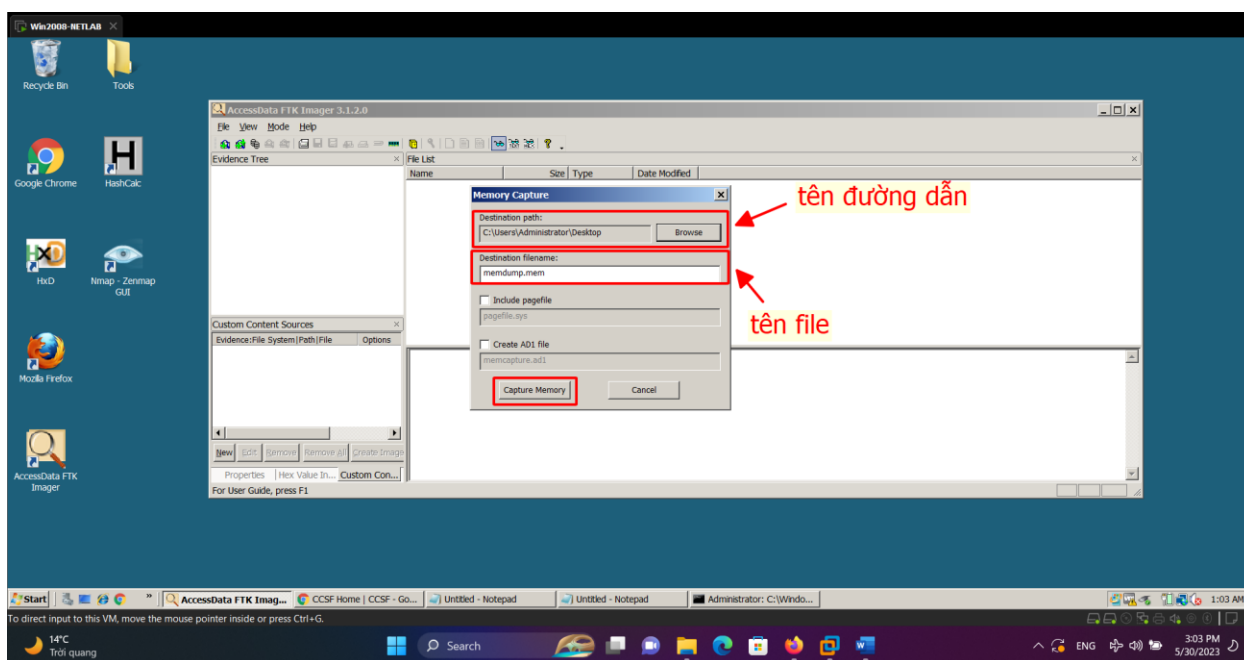 Win2008-NETLAB
Recycle Bin
Tools
Google Chrome
HashCalc
HxD
Nmap - Zenmap
GUI
Mozilla Firefox
AccessData FTK
Imager
AccessData FTK Imager 3.1.2.0
File View Mode Help
Evidence Tree
File List
Name Size Type Date Modified
Memory Capture
Destination path:
C:\Users\Administrator\Desktop Browse
Destination filename:
memdump.mem
Include pagefile
pagefile.sys
Create AD1 file
memcapture.ad1
Capture Memory Cancel
tên đường dẫn
tên file
Custom Content Sources
Evidence:File System|Path|File Options
New Edit Remove Remove All Create Image
Properties Hex Value In... Custom Con...
For User Guide, press F1
Start AccessData FTK Imag... CCSF Home | CCSF - Go... Untitled - Notepad Untitled - Notepad Administrator: C:\Windo... 1:03 AM
To direct input to this VM, move the mouse pointer inside or press Ctrl+G.
14°C
Trời quang
Search
ENG
3:03 PM
5/30/2023